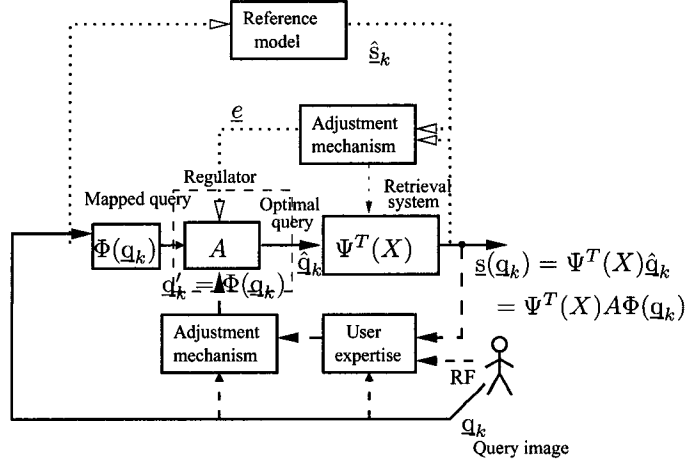 Reference
model
ŝ_k
e
Adjustment
mechanism
Regulator
Mapped query
Optimal
query
Retrieval
system
Φ(q_k)
A
q̂_k
Ψ^T(X)
q′_k = Φ(q_k)
s(q_k) = Ψ^T(X)q̂_k
= Ψ^T(X)AΦ(q_k)
Adjustment
mechanism
User
expertise
RF
q_k
Query image